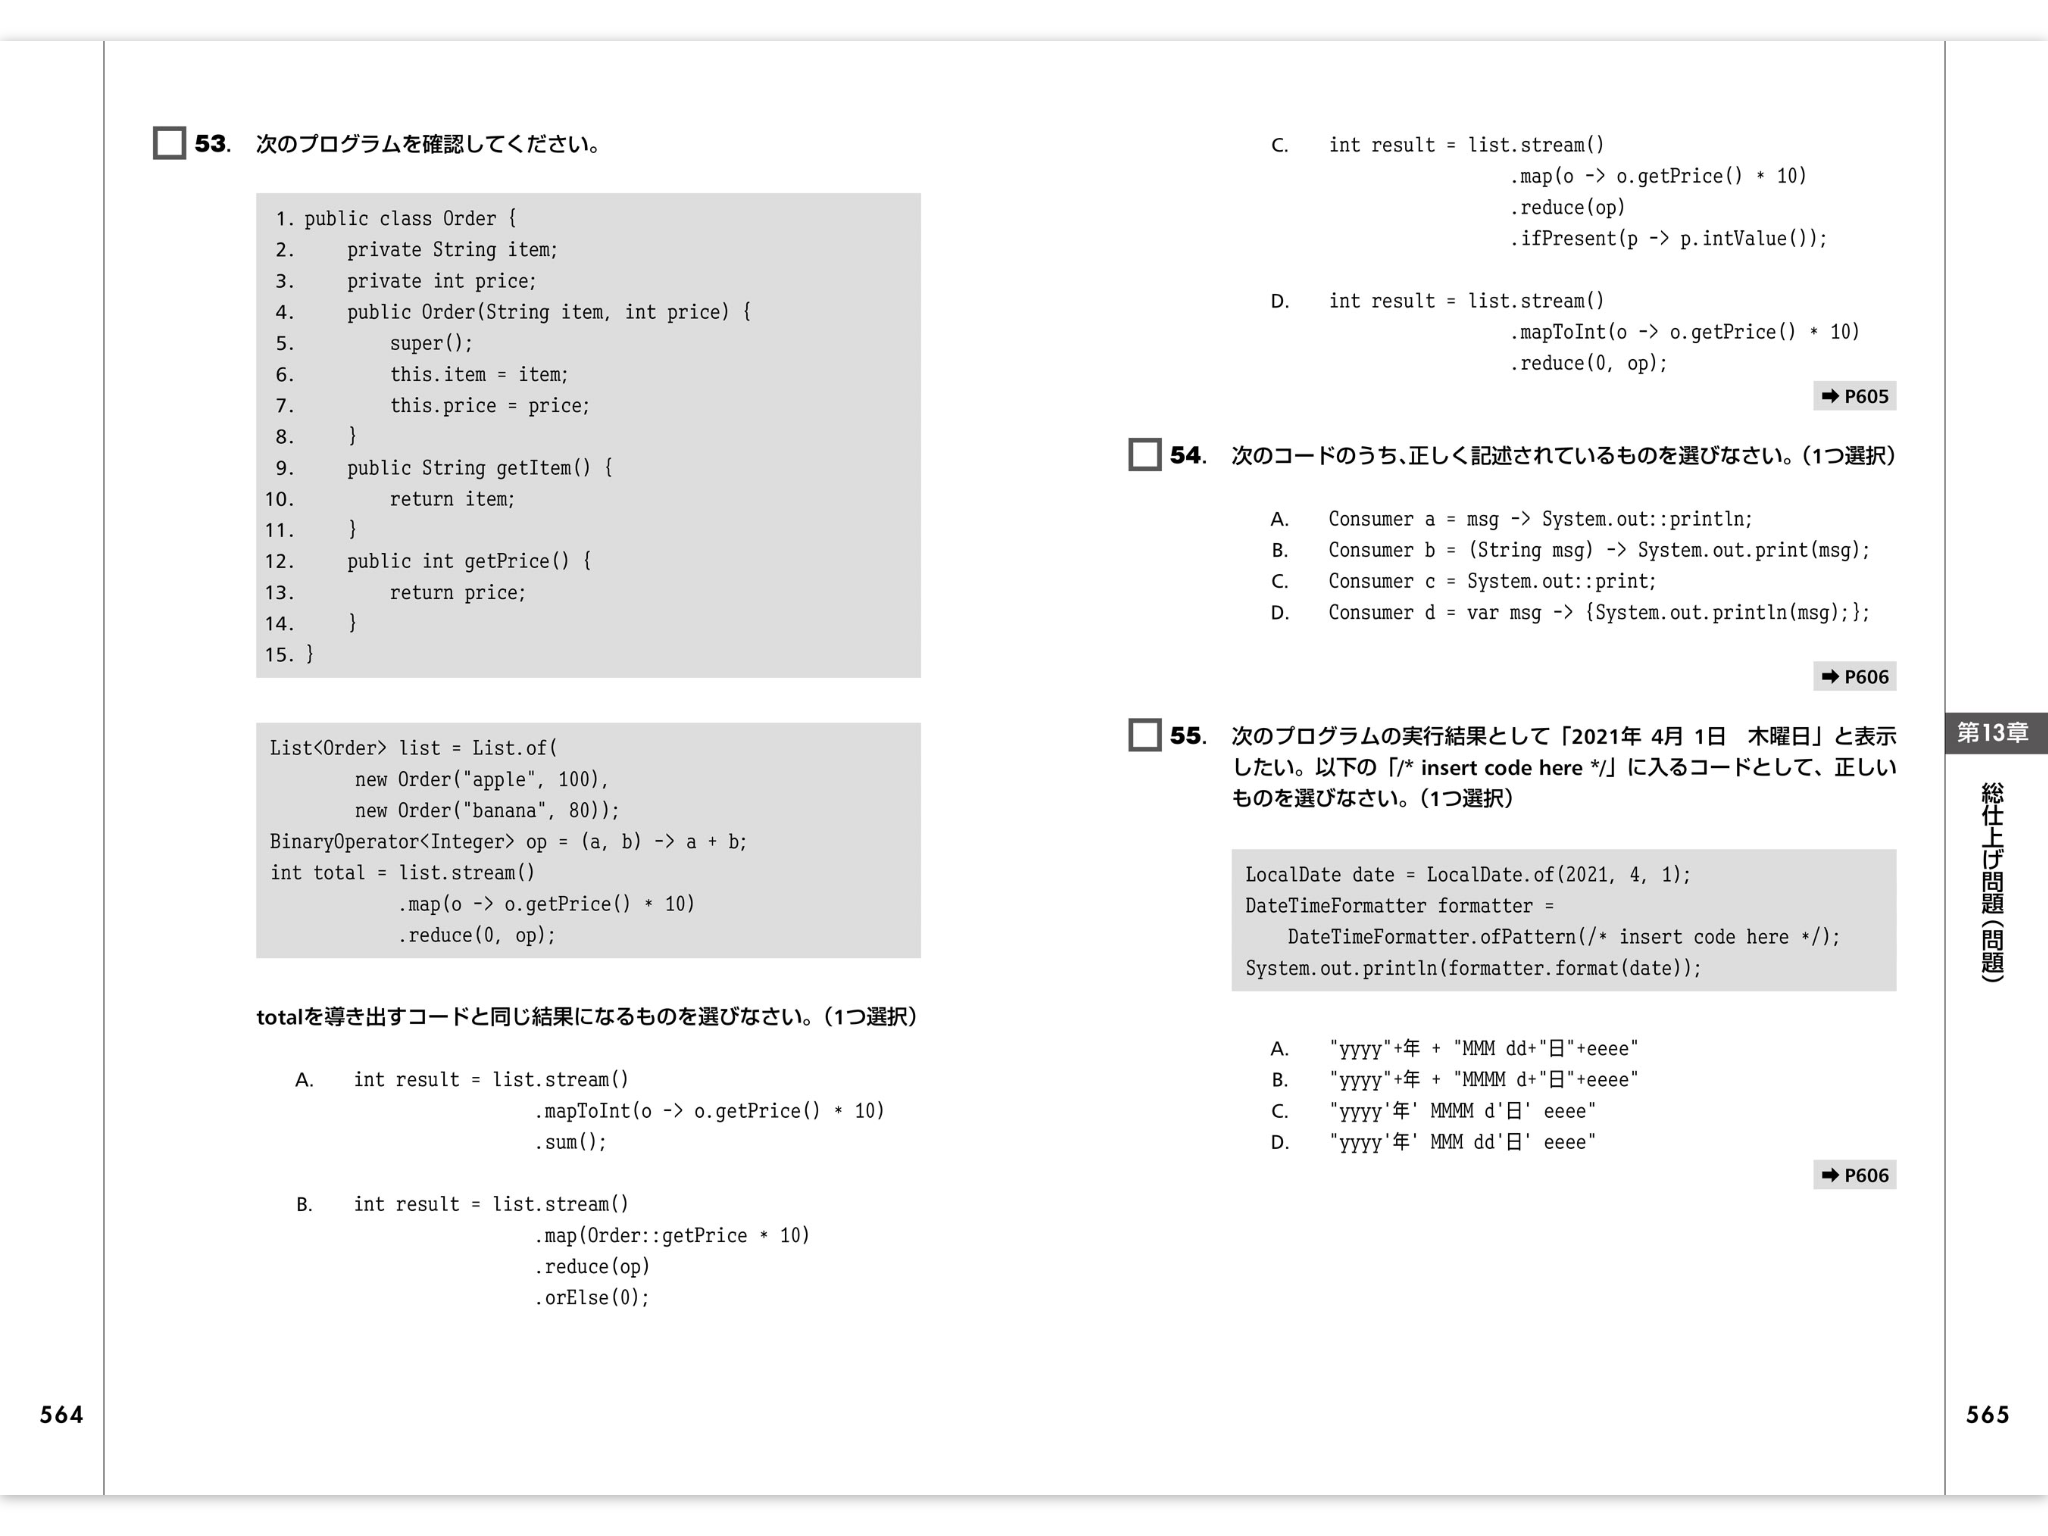 53. 次のプログラムを確認してください。
1. public class Order {
2.     private String item;
3.     private int price;
4.     public Order(String item, int price) {
5.         super();
6.         this.item = item;
7.         this.price = price;
8.     }
9.     public String getItem() {
10.         return item;
11.     }
12.     public int getPrice() {
13.         return price;
14.     }
15. }
List<Order> list = List.of(
        new Order("apple", 100),
        new Order("banana", 80));
BinaryOperator<Integer> op = (a, b) -> a + b;
int total = list.stream()
            .map(o -> o.getPrice() * 10)
            .reduce(0, op);
totalを導き出すコードと同じ結果になるものを選びなさい。（1つ選択）
A. int result = list.stream()
                 .mapToInt(o -> o.getPrice() * 10)
                 .sum();
B. int result = list.stream()
                 .map(Order::getPrice * 10)
                 .reduce(op)
                 .orElse(0);
564
C. int result = list.stream()
                 .map(o -> o.getPrice() * 10)
                 .reduce(op)
                 .ifPresent(p -> p.intValue());
D. int result = list.stream()
                 .mapToInt(o -> o.getPrice() * 10)
                 .reduce(0, op);
➡ P605
54. 次のコードのうち、正しく記述されているものを選びなさい。（1つ選択）
A. Consumer a = msg -> System.out::println;
B. Consumer b = (String msg) -> System.out.print(msg);
C. Consumer c = System.out::print;
D. Consumer d = var msg -> {System.out.println(msg);};
➡ P606
55. 次のプログラムの実行結果として「2021年 4月 1日　木曜日」と表示
したい。以下の「/* insert code here */」に入るコードとして、正しい
ものを選びなさい。（1つ選択）
LocalDate date = LocalDate.of(2021, 4, 1);
DateTimeFormatter formatter =
    DateTimeFormatter.ofPattern(/* insert code here */);
System.out.println(formatter.format(date));
A. "yyyy"+年 + "MMM dd+"日"+eeee"
B. "yyyy"+年 + "MMMM d+"日"+eeee"
C. "yyyy'年' MMMM d'日' eeee"
D. "yyyy'年' MMM dd'日' eeee"
➡ P606
第13章
総仕上げ問題（問題）
565